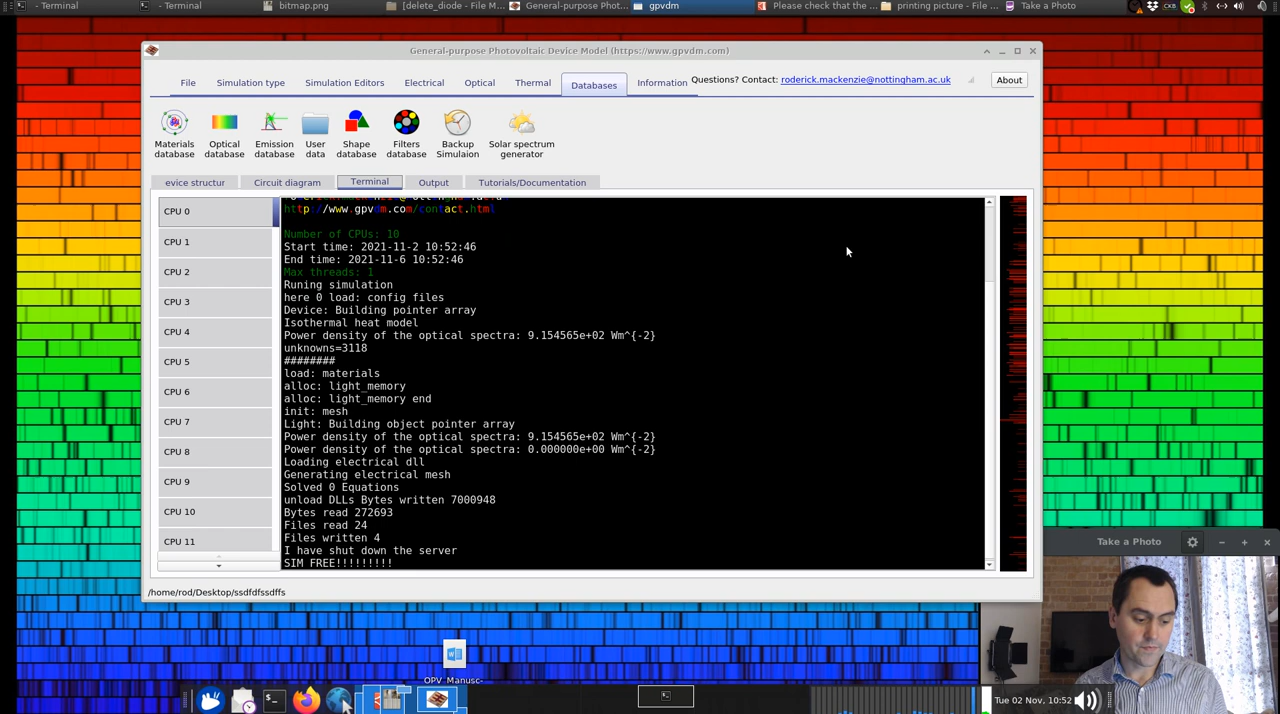 - Terminal
- Terminal
bitmap.png
[delete_diode - File M...
General-purpose Phot...
gpvdm
Please check that the ...
printing picture - File ...
Take a Photo
General-purpose Photovoltaic Device Model (https://www.gpvdm.com)
File
Simulation type
Simulation Editors
Electrical
Optical
Thermal
Databases
Information
Questions? Contact: roderick.mackenzie@nottingham.ac.uk
About
Materials database
Optical database
Emission database
User data
Shape database
Filters database
Backup Simulaion
Solar spectrum generator
evice structur
Circuit diagram
Terminal
Output
Tutorials/Documentation
CPU 0
CPU 1
CPU 2
CPU 3
CPU 4
CPU 5
CPU 6
CPU 7
CPU 8
CPU 9
CPU 10
CPU 11
http://www.gpvdm.com/contact.html
Number of CPUs: 10
Start time: 2021-11-2 10:52:46
End time: 2021-11-6 10:52:46
Max threads: 1
Runing simulation
here 0 load: config files
Device: Building pointer array
Isothermal heat model
Power density of the optical spectra: 9.154565e+02 Wm^{-2}
unknowns=3118
########
load: materials
alloc: light_memory
alloc: light_memory end
init: mesh
Light: Building object pointer array
Power density of the optical spectra: 9.154565e+02 Wm^{-2}
Power density of the optical spectra: 0.000000e+00 Wm^{-2}
Loading electrical dll
Generating electrical mesh
Solved 0 Equations
unload DLLs Bytes written 7000948
Bytes read 272693
Files read 24
Files written 4
I have shut down the server
SIM FREE!!!!!!!!!
/home/rod/Desktop/ssdfdfssdffs
Take a Photo
OPV_Manusc-
Tue 02 Nov, 10:52